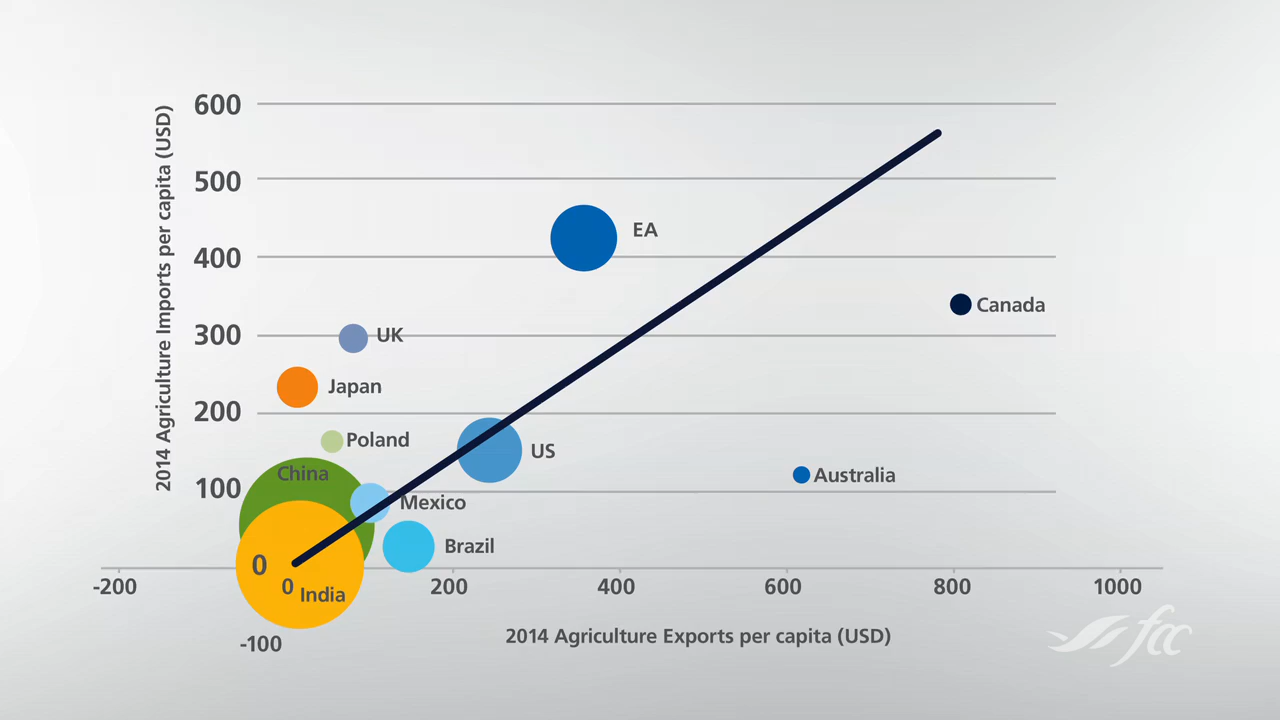 600
500
400
300
200
100
0
-100
2014 Agriculture Imports per capita (USD)
EA
Canada
UK
Japan
Poland
US
China
Australia
Mexico
Brazil
India
-200
0
200
400
600
800
1000
2014 Agriculture Exports per capita (USD)
fcc